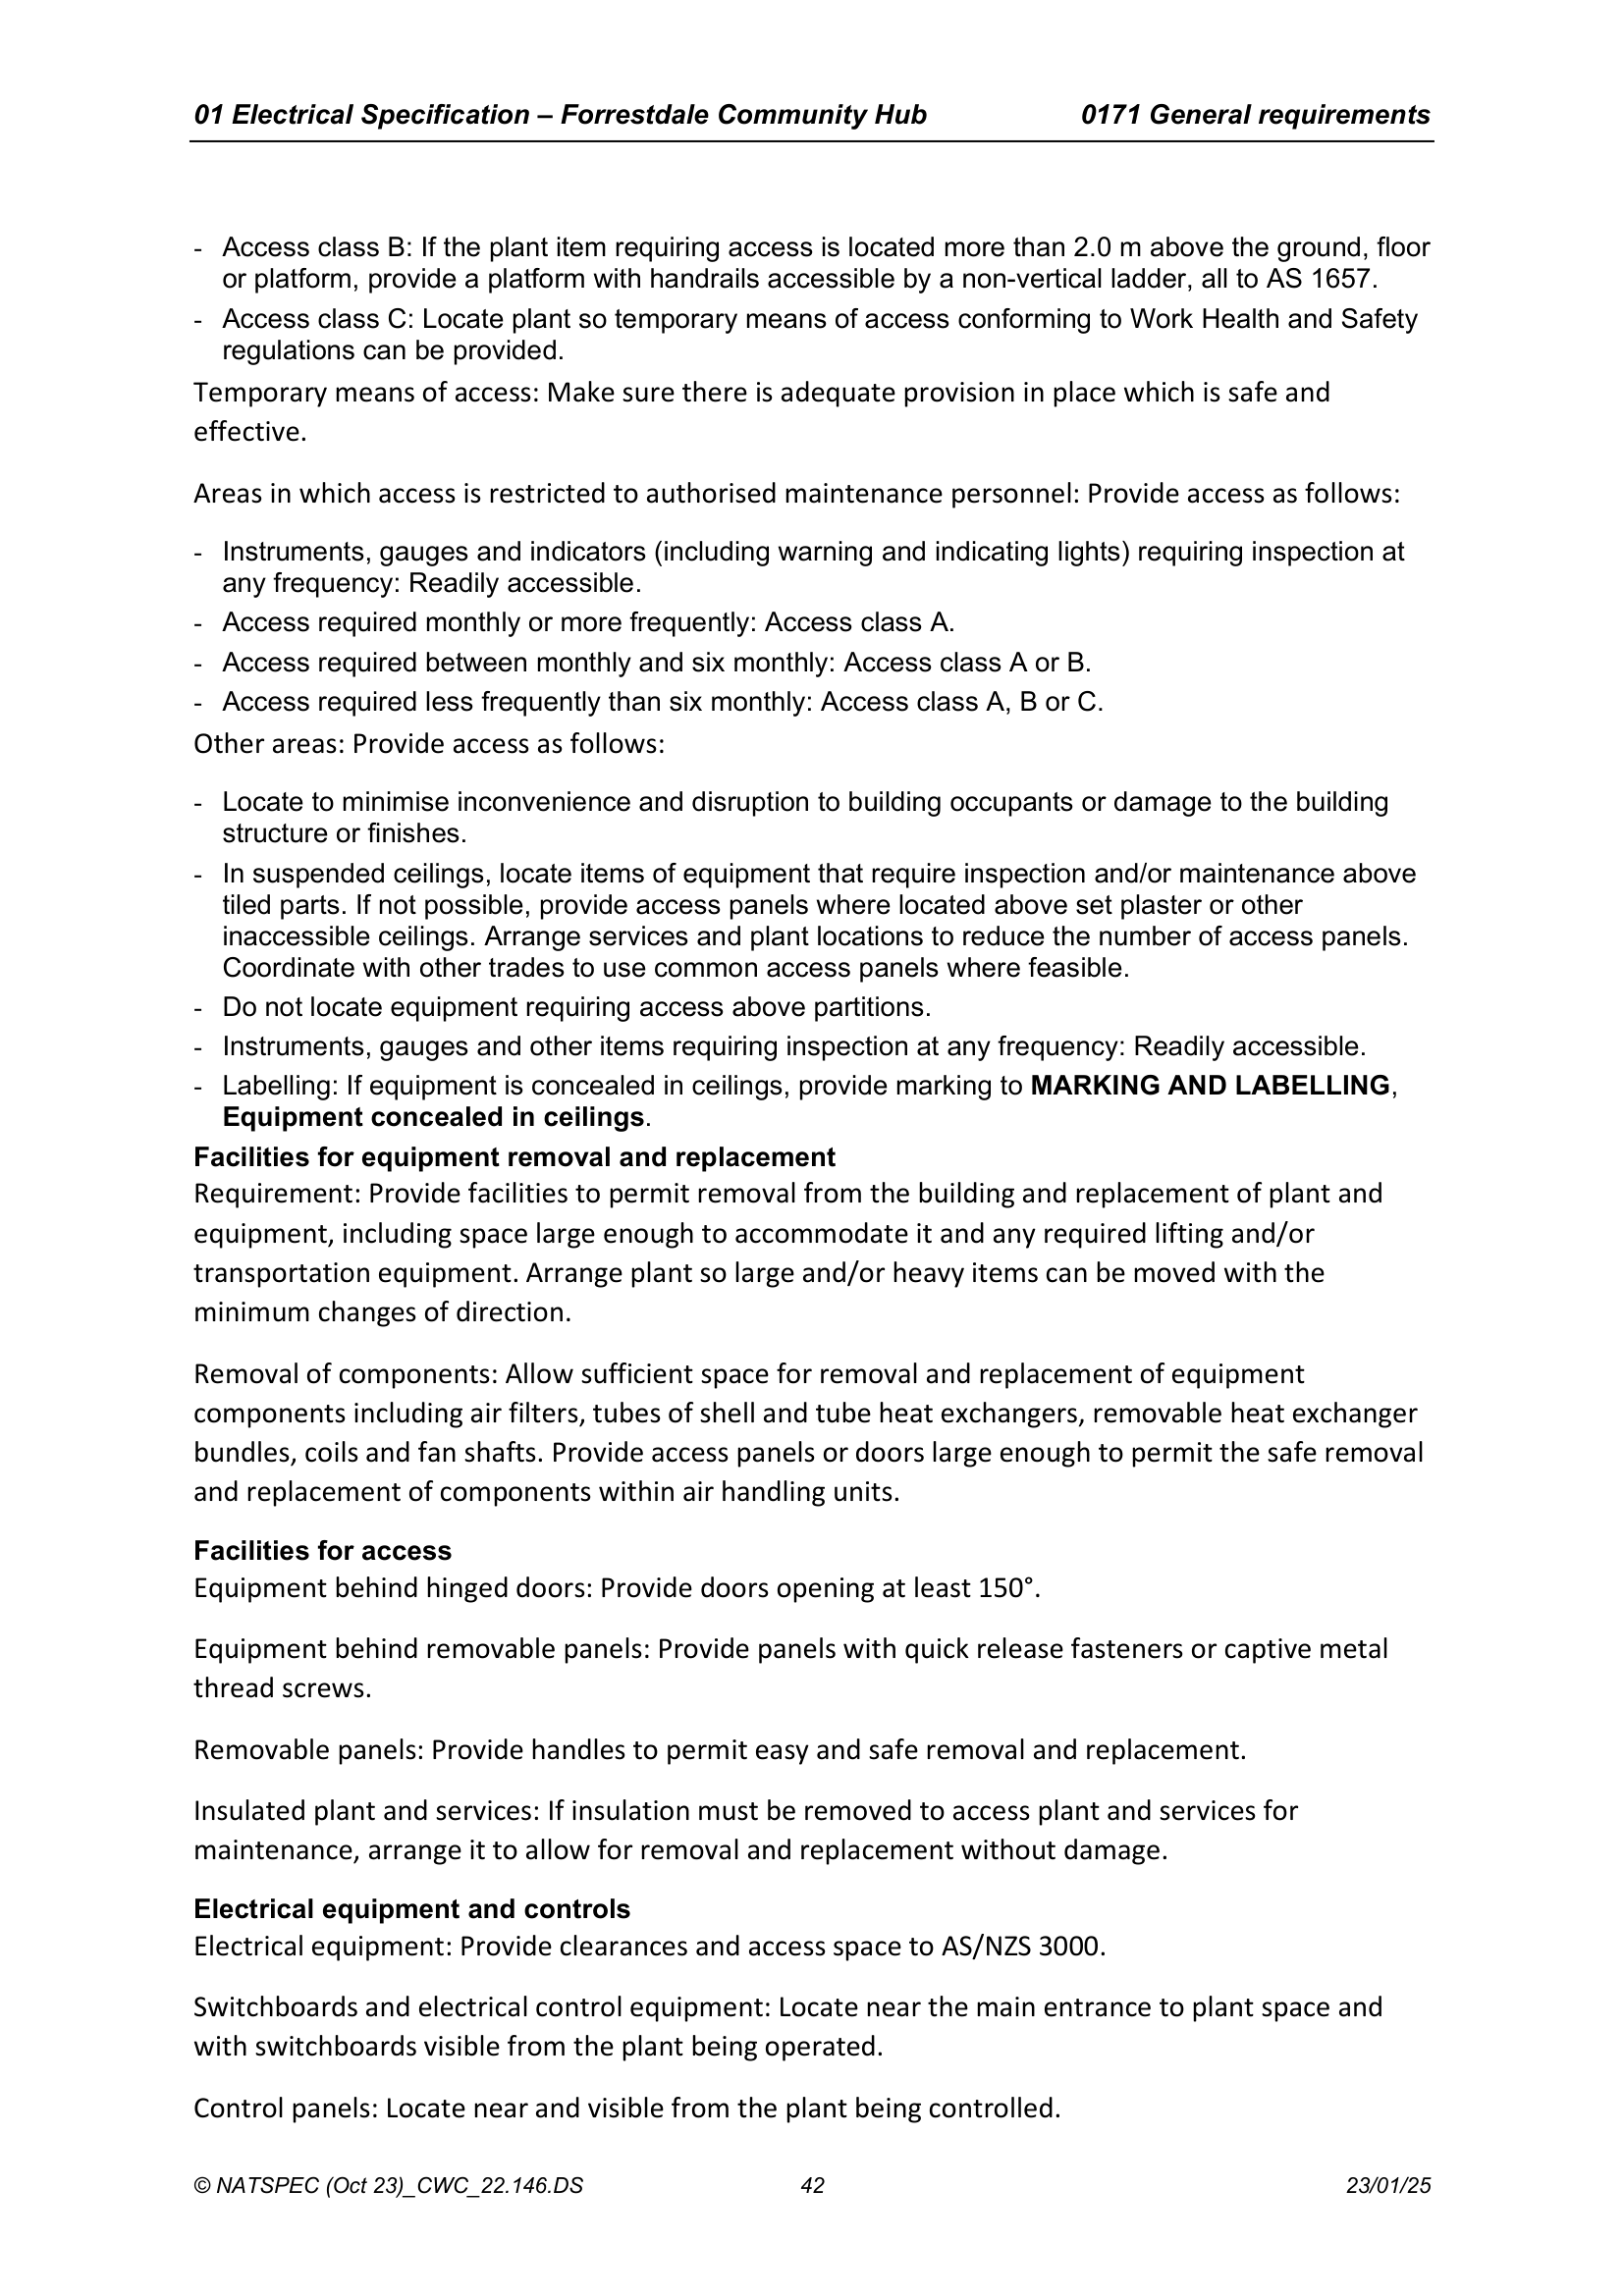 01 Electrical Specification – Forrestdale Community Hub 0171 General requirements
- Access class B: If the plant item requiring access is located more than 2.0 m above the ground, floor
or platform, provide a platform with handrails accessible by a non-vertical ladder, all to AS 1657.
- Access class C: Locate plant so temporary means of access conforming to Work Health and Safety
regulations can be provided.
Temporary means of access: Make sure there is adequate provision in place which is safe and
effective.
Areas in which access is restricted to authorised maintenance personnel: Provide access as follows:
- Instruments, gauges and indicators (including warning and indicating lights) requiring inspection at
any frequency: Readily accessible.
- Access required monthly or more frequently: Access class A.
- Access required between monthly and six monthly: Access class A or B.
- Access required less frequently than six monthly: Access class A, B or C.
Other areas: Provide access as follows:
- Locate to minimise inconvenience and disruption to building occupants or damage to the building
structure or finishes.
- In suspended ceilings, locate items of equipment that require inspection and/or maintenance above
tiled parts. If not possible, provide access panels where located above set plaster or other
inaccessible ceilings. Arrange services and plant locations to reduce the number of access panels.
Coordinate with other trades to use common access panels where feasible.
- Do not locate equipment requiring access above partitions.
- Instruments, gauges and other items requiring inspection at any frequency: Readily accessible.
- Labelling: If equipment is concealed in ceilings, provide marking to MARKING AND LABELLING,
Equipment concealed in ceilings.
Facilities for equipment removal and replacement
Requirement: Provide facilities to permit removal from the building and replacement of plant and
equipment, including space large enough to accommodate it and any required lifting and/or
transportation equipment. Arrange plant so large and/or heavy items can be moved with the
minimum changes of direction.
Removal of components: Allow sufficient space for removal and replacement of equipment
components including air filters, tubes of shell and tube heat exchangers, removable heat exchanger
bundles, coils and fan shafts. Provide access panels or doors large enough to permit the safe removal
and replacement of components within air handling units.
Facilities for access
Equipment behind hinged doors: Provide doors opening at least 150°.
Equipment behind removable panels: Provide panels with quick release fasteners or captive metal
thread screws.
Removable panels: Provide handles to permit easy and safe removal and replacement.
Insulated plant and services: If insulation must be removed to access plant and services for
maintenance, arrange it to allow for removal and replacement without damage.
Electrical equipment and controls
Electrical equipment: Provide clearances and access space to AS/NZS 3000.
Switchboards and electrical control equipment: Locate near the main entrance to plant space and
with switchboards visible from the plant being operated.
Control panels: Locate near and visible from the plant being controlled.
© NATSPEC (Oct 23)_CWC_22.146.DS 42 23/01/25